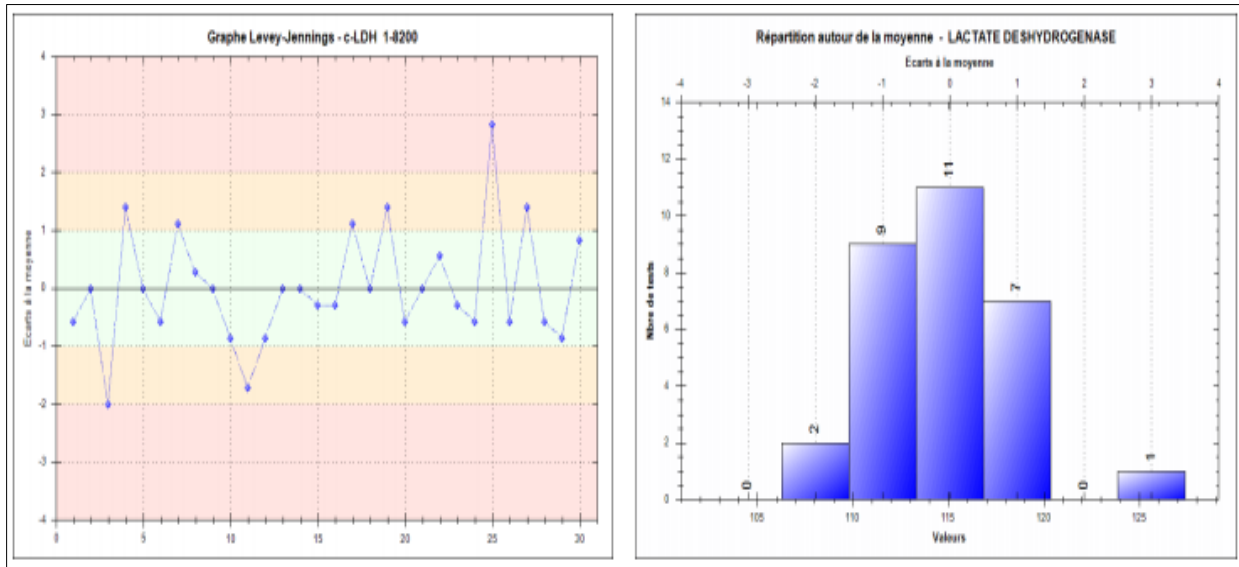 Graphe Levey-Jennings - c-LDH 1-8200
Ecarts à la moyenne
4
3
2
1
0
-1
-2
-3
-4
0 5 10 15 20 25 30
Répartition autour de la moyenne - LACTATE DESHYDROGENASE
Ecarts à la moyenne
-4 -3 -2 -1 0 1 2 3 4
Nbre de tests
14
12
10
8
6
4
2
0
0 2 9 11 7 0 1
105 110 115 120 125
Valeurs